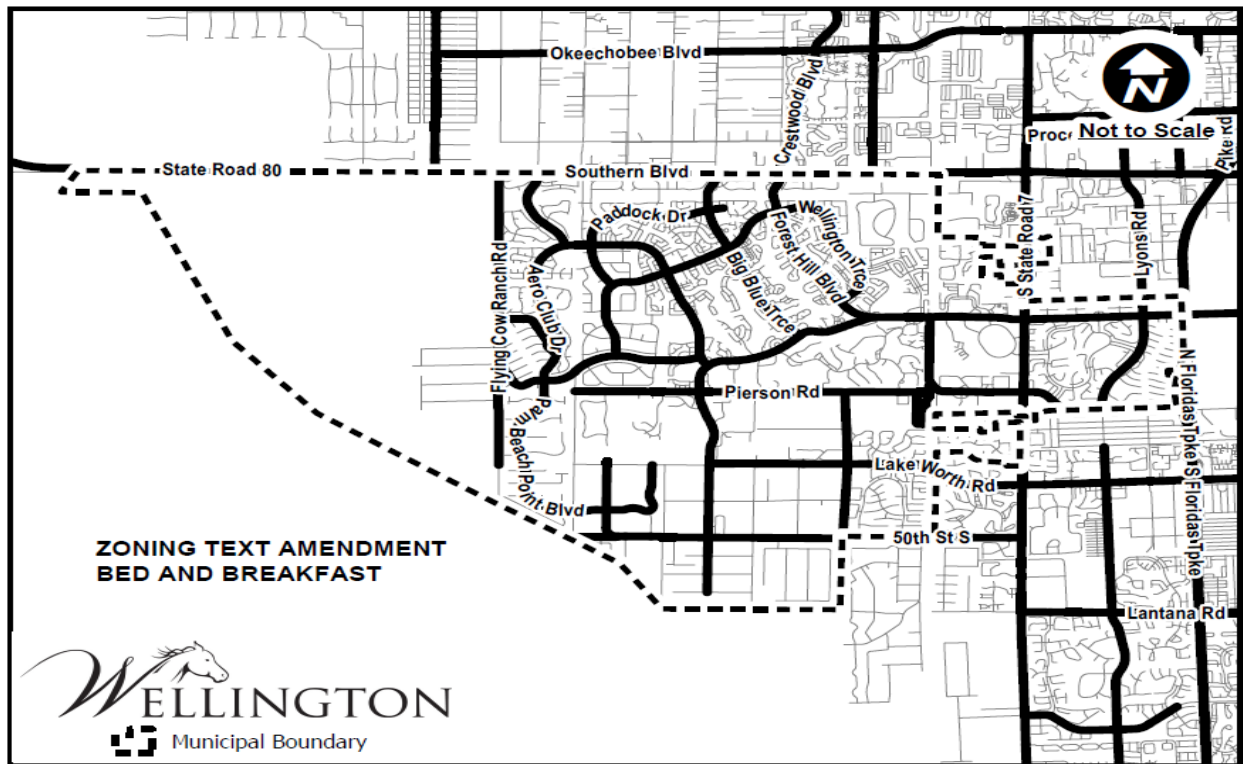 Okeechobee Blvd
Crestwood Blvd
N
Not to Scale
Proc
Pike Rd
State Road 80
Southern Blvd
Paddock Dr
Wellington Trce
Forest Hill Blvd
Big Blue Trce
S State Road 7
Lyons Rd
Flying Cow Ranch Rd
Aero Club Dr
N Floridas Tpke
S Floridas Tpke
Pierson Rd
Palm Beach Point Blvd
Lake Worth Rd
50th St S
Lantana Rd
ZONING TEXT AMENDMENT
BED AND BREAKFAST
WELLINGTON
Municipal Boundary